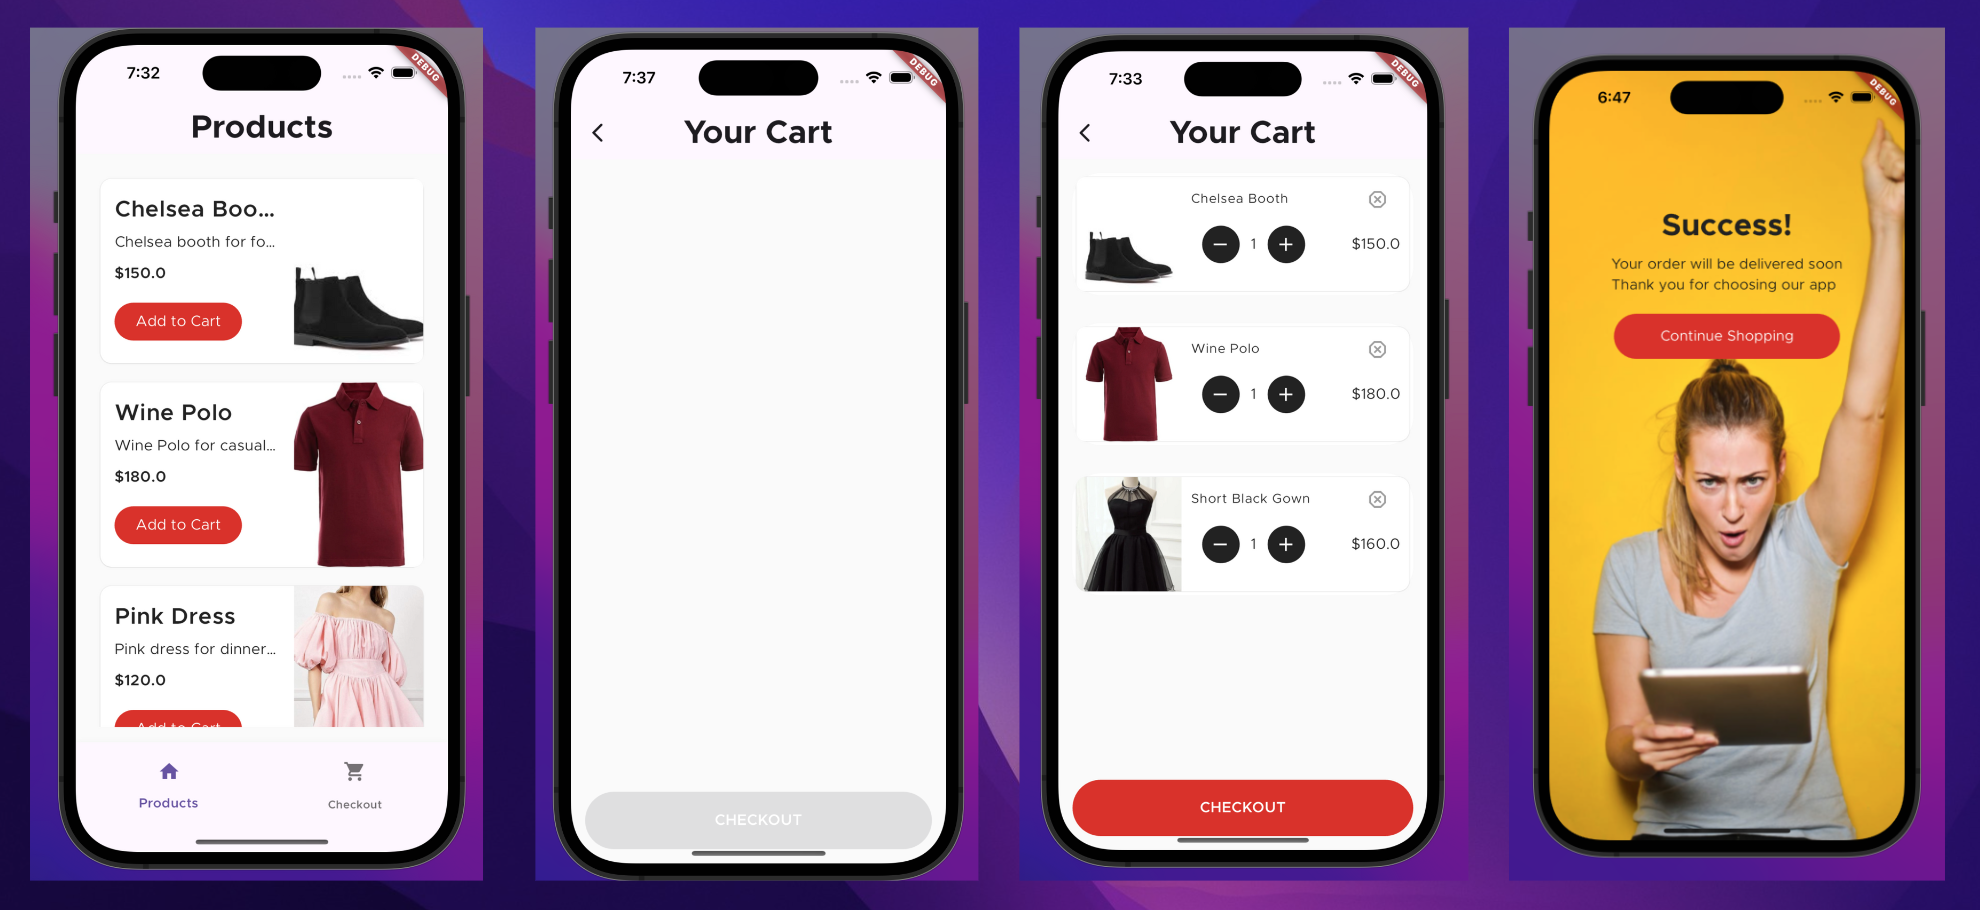 7:32
DEBUG
Products
Chelsea Boo...
Chelsea booth for fo...
$150.0
Add to Cart
Wine Polo
Wine Polo for casual...
$180.0
Add to Cart
Pink Dress
Pink dress for dinner...
$120.0
Add to Cart
Products
Checkout
7:37
DEBUG
Your Cart
CHECKOUT
7:33
DEBUG
Your Cart
Chelsea Booth
1
$150.0
Wine Polo
1
$180.0
Short Black Gown
1
$160.0
CHECKOUT
6:47
DEBUG
Success!
Your order will be delivered soon
Thank you for choosing our app
Continue Shopping